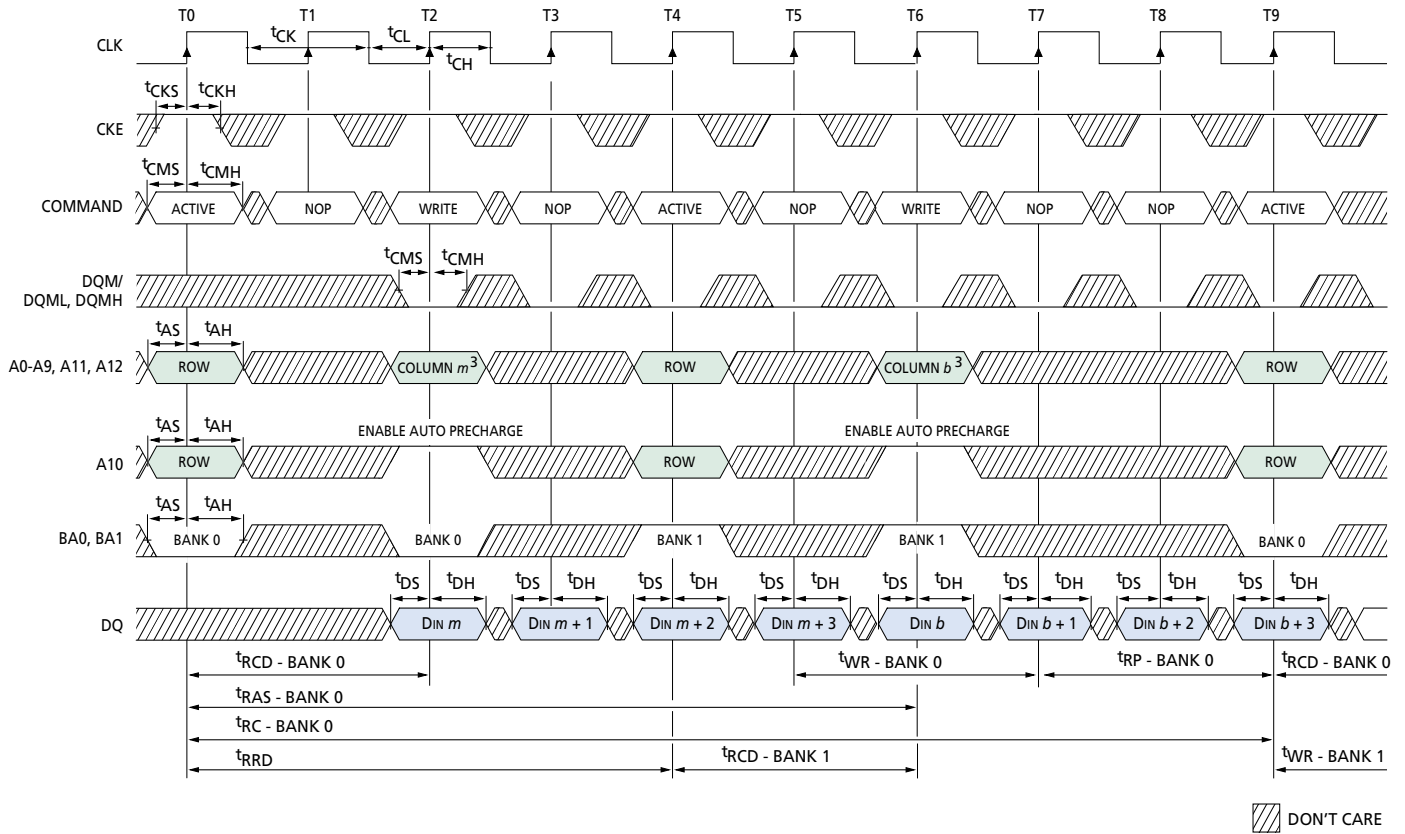 T0 T1 T2 T3 T4 T5 T6 T7 T8 T9
CLK
tCK tCL
tCH
tCKS tCKH
CKE
tCMS tCMH
COMMAND ACTIVE NOP WRITE NOP ACTIVE NOP WRITE NOP NOP ACTIVE
tCMS tCMH
DQM/
DQML, DQMH
tAS tAH
A0-A9, A11, A12 ROW COLUMN m3 ROW COLUMN b3 ROW
tAS tAH
ENABLE AUTO PRECHARGE ENABLE AUTO PRECHARGE
A10 ROW ROW ROW
tAS tAH
BA0, BA1 BANK 0 BANK 0 BANK 1 BANK 1 BANK 0
tDS tDH tDS tDH tDS tDH tDS tDH tDS tDH tDS tDH tDS tDH tDS tDH
DQ DIN m DIN m + 1 DIN m + 2 DIN m + 3 DIN b DIN b + 1 DIN b + 2 DIN b + 3
tRCD - BANK 0 tWR - BANK 0 tRP - BANK 0 tRCD - BANK 0
tRAS - BANK 0
tRC - BANK 0
tRRD tRCD - BANK 1 tWR - BANK 1
DON'T CARE